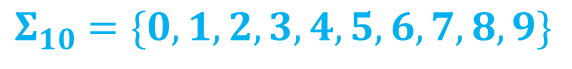 Σ₁₀ = {0, 1, 2, 3, 4, 5, 6, 7, 8, 9}